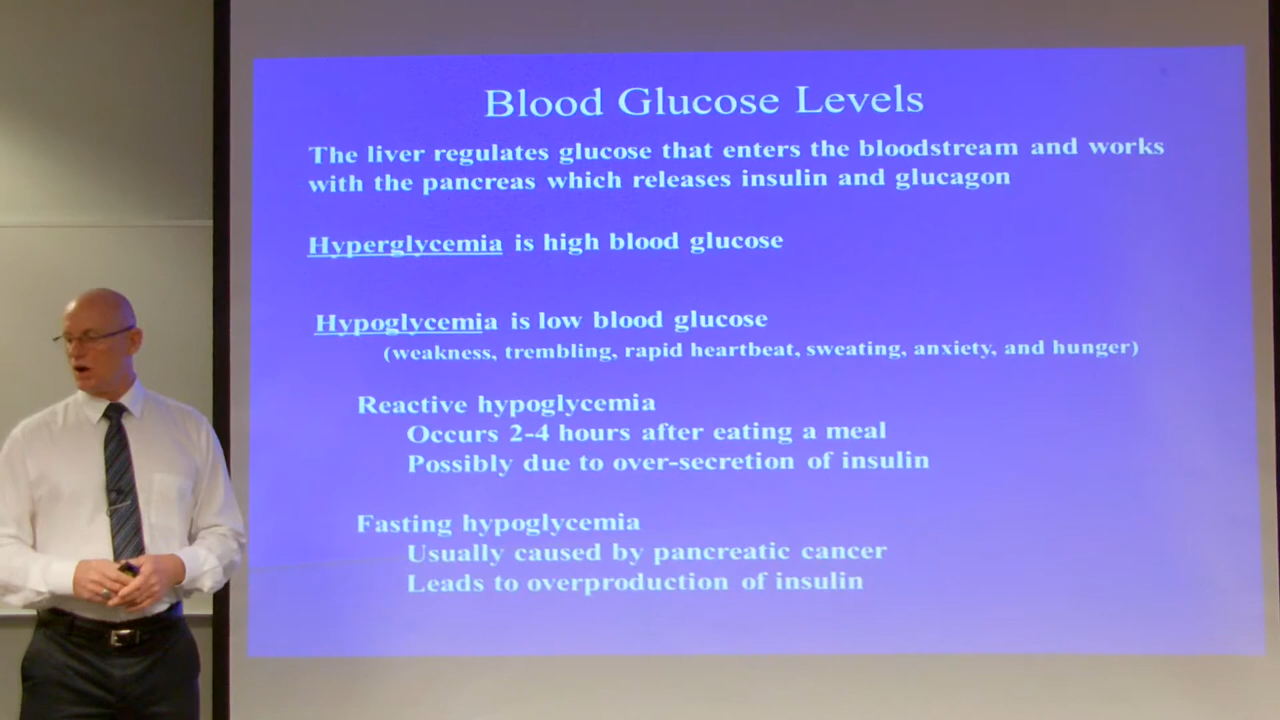 Blood Glucose Levels
The liver regulates glucose that enters the bloodstream and works
with the pancreas which releases insulin and glucagon
Hyperglycemia is high blood glucose
Hypoglycemia is low blood glucose
(weakness, trembling, rapid heartbeat, sweating, anxiety, and hunger)
Reactive hypoglycemia
Occurs 2-4 hours after eating a meal
Possibly due to over-secretion of insulin
Fasting hypoglycemia
Usually caused by pancreatic cancer
Leads to overproduction of insulin